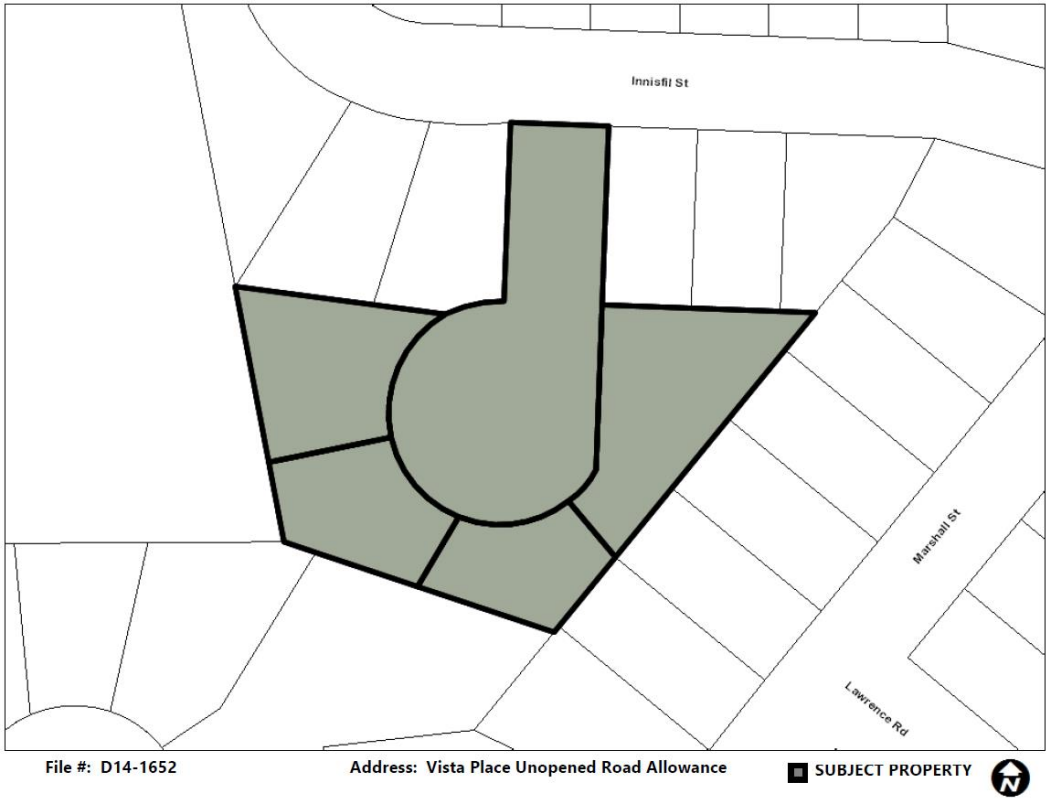 Innisfil St
Marshall St
Lawrence Rd
File #: D14-1652 Address: Vista Place Unopened Road Allowance SUBJECT PROPERTY N